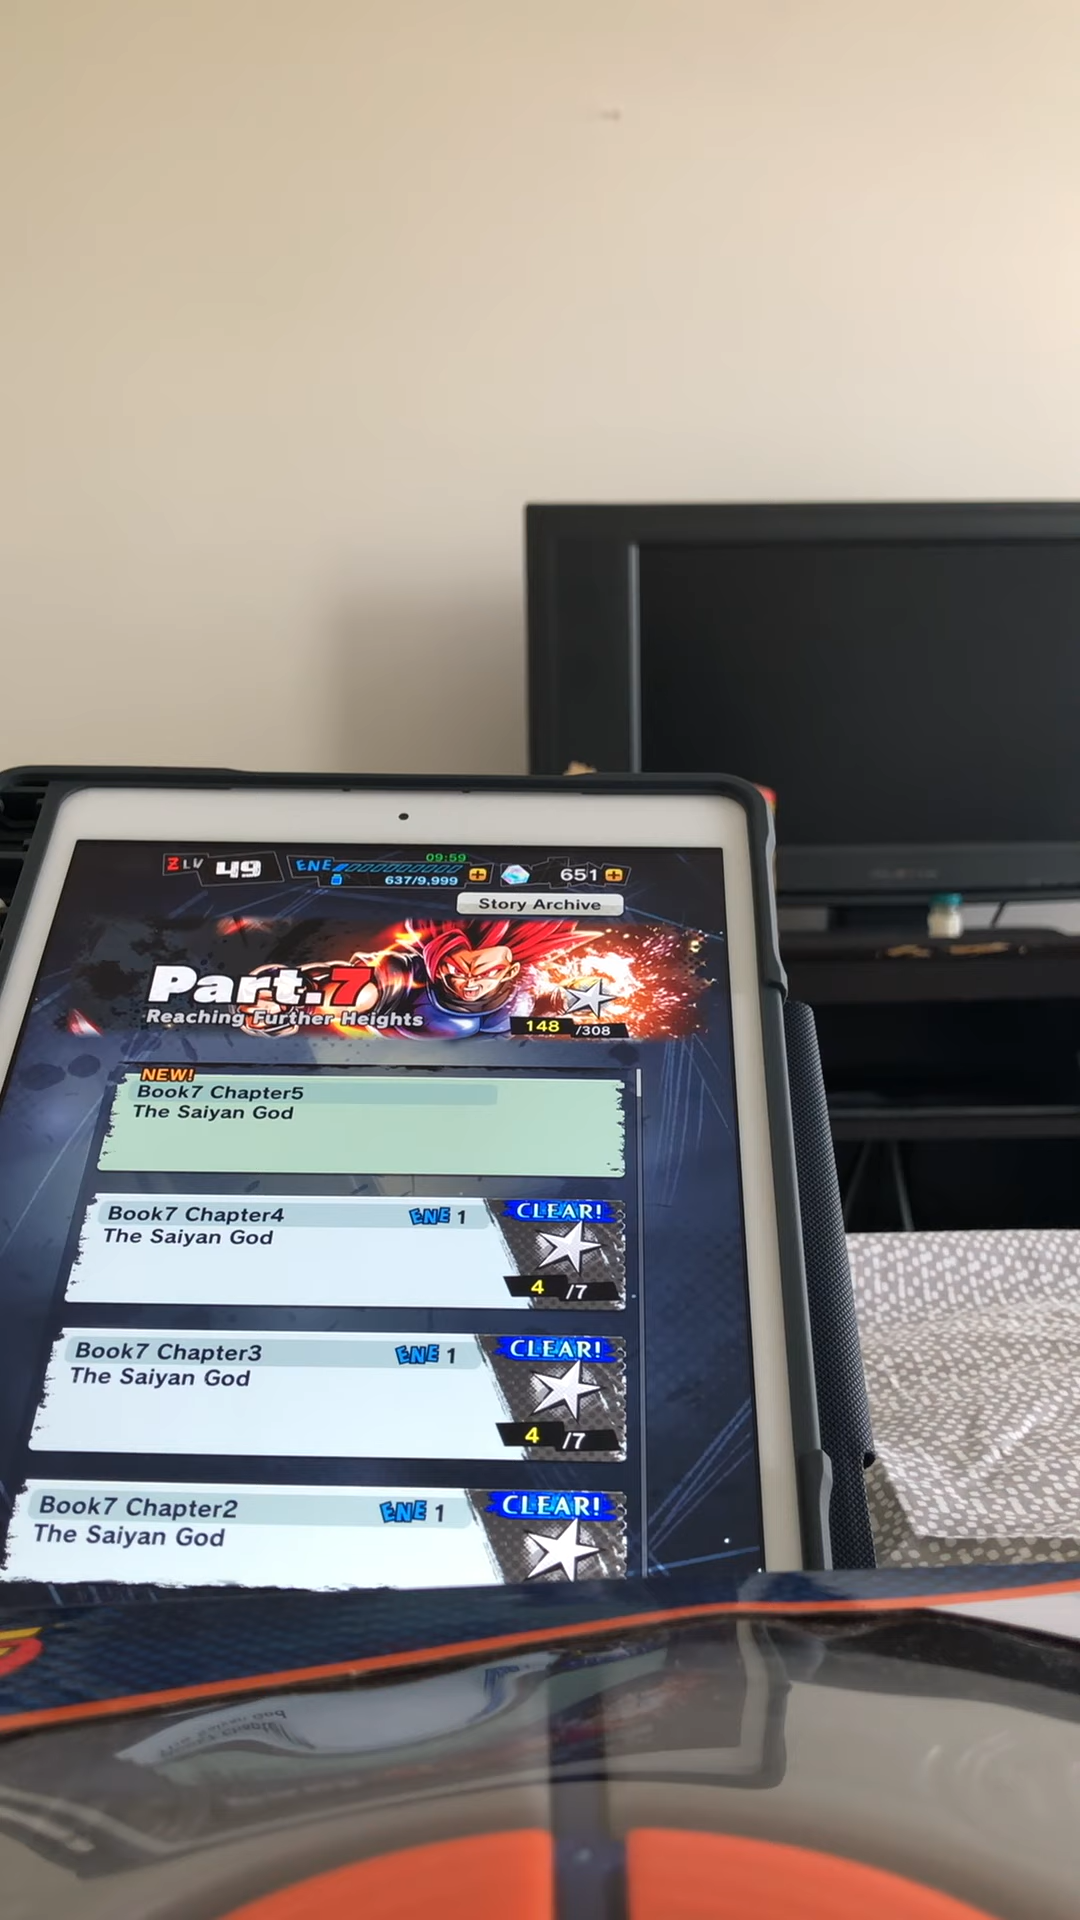 ZLV 49
ENE
09:59
637/9,999
651
Story Archive
Part.7
Reaching Further Heights
148 /308
NEW!
Book7 Chapter5
The Saiyan God
Book7 Chapter4 ENE 1
CLEAR!
The Saiyan God
4 /7
Book7 Chapter3 ENE 1
CLEAR!
The Saiyan God
4 /7
Book7 Chapter2 ENE 1
CLEAR!
The Saiyan God